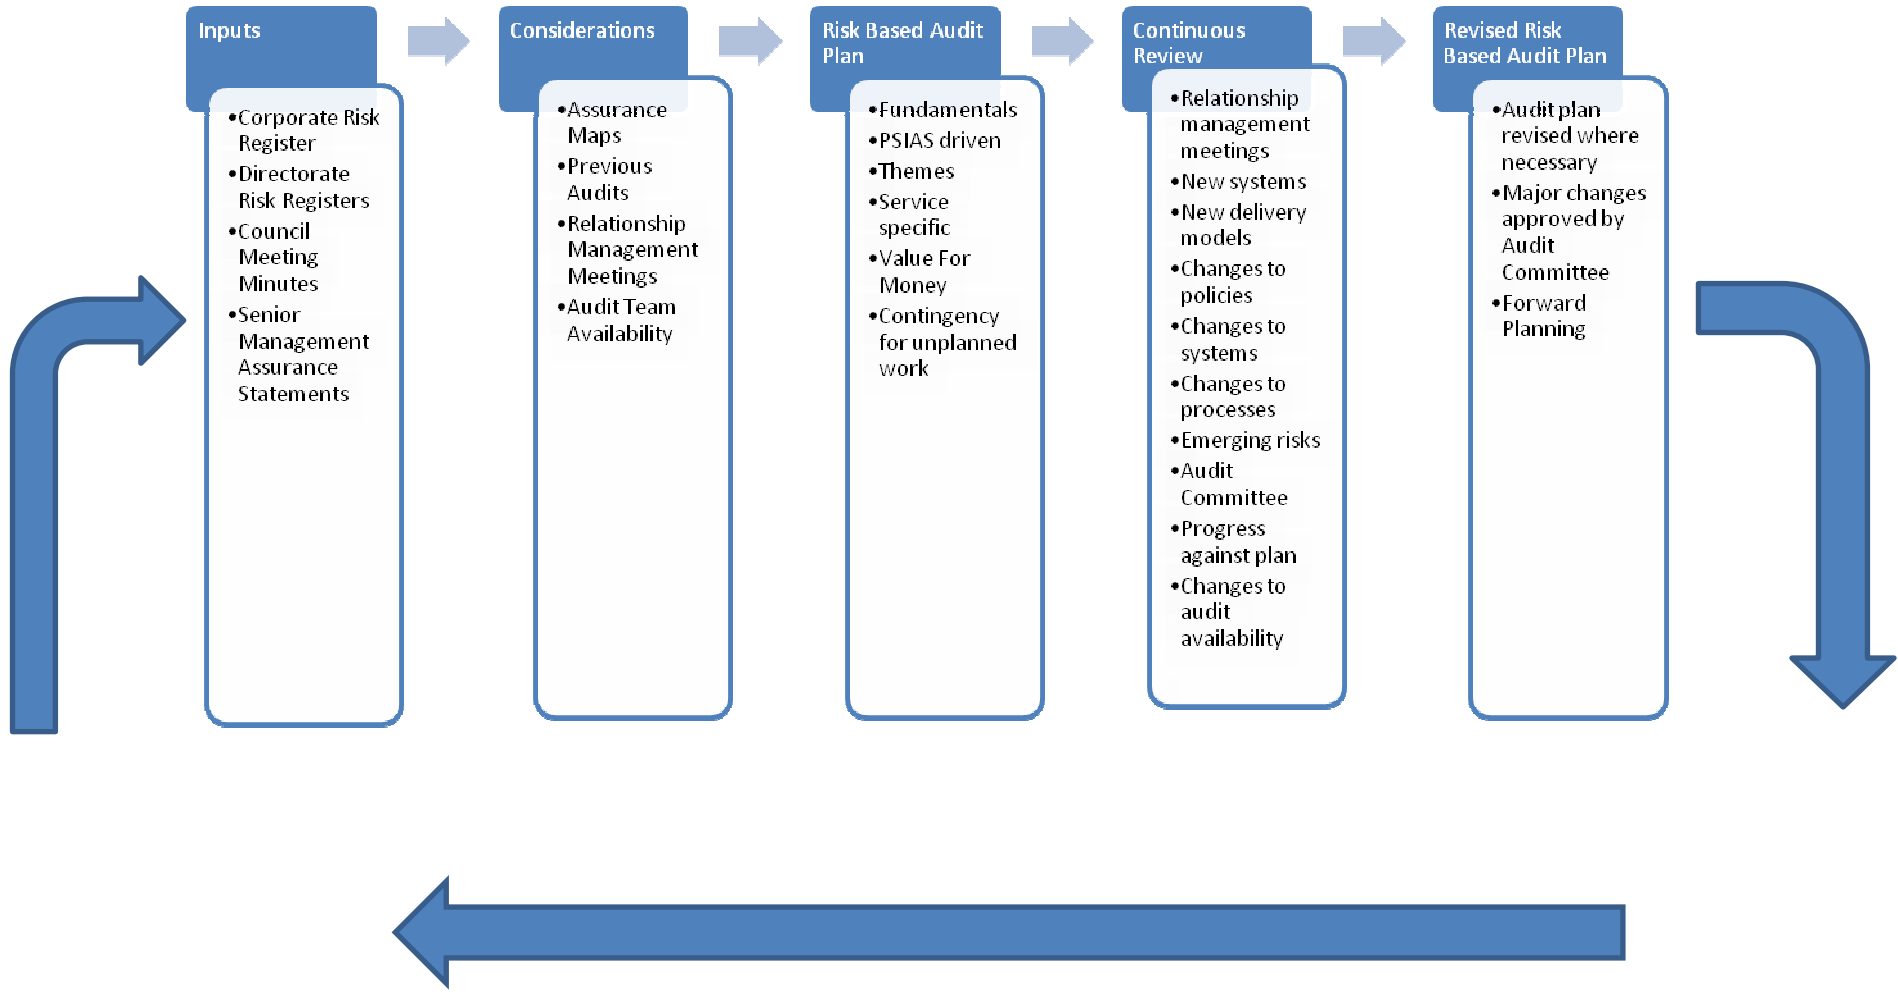 Inputs
•Corporate Risk
Register
•Directorate
Risk Registers
•Council
Meeting
Minutes
•Senior
Management
Assurance
Statements
Considerations
•Assurance
Maps
•Previous
Audits
•Relationship
Management
Meetings
•Audit Team
Availability
Risk Based Audit
Plan
•Fundamentals
•PSIAS driven
•Themes
•Service
specific
•Value For
Money
•Contingency
for unplanned
work
Continuous
Review
•Relationship
management
meetings
•New systems
•New delivery
models
•Changes to
policies
•Changes to
systems
•Changes to
processes
•Emerging risks
•Audit
Committee
•Progress
against plan
•Changes to
audit
availability
Revised Risk
Based Audit Plan
•Audit plan
revised where
necessary
•Major changes
approved by
Audit
Committee
•Forward
Planning